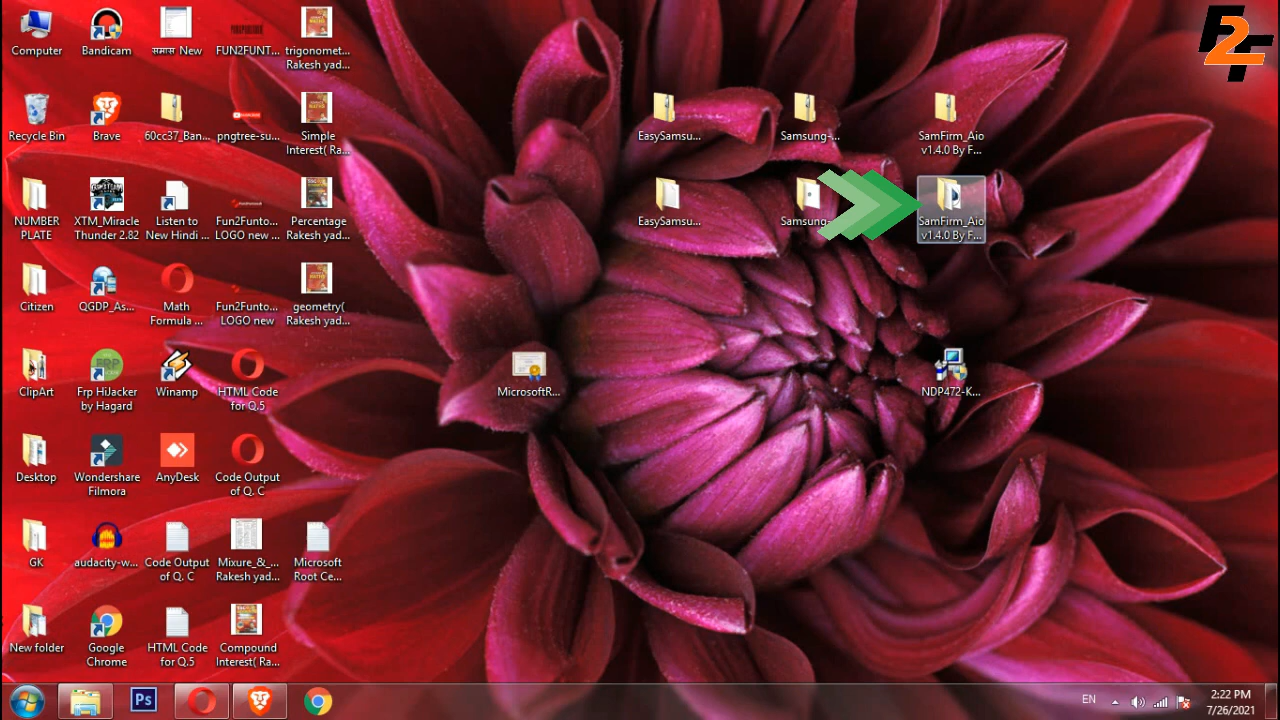 Computer
Bandicam
समास New
FUN2FUNT...
trigonomet...
Rakesh yad...
Recycle Bin
Brave
60cc37_Ban...
pngtree-su...
Simple
Interest( Ra...
EasySamsu...
Samsung-...
SamFirm_Aio
v1.4.0 By F...
NUMBER
PLATE
XTM_Miracle
Thunder 2.82
Listen to
New Hindi ...
Fun2Funto...
LOGO new ...
Percentage
Rakesh yad...
EasySamsu...
Samsung-
SamFirm_Aio
v1.4.0 By F...
Citizen
QGDP_As...
Math
Formula ...
Fun2Funto...
LOGO new
geometry(
Rakesh yad...
ClipArt
Frp HiJacker
by Hagard
Winamp
HTML Code
for Q.5
MicrosoftR...
NDP472-K...
Desktop
Wondershare
Filmora
AnyDesk
Code Output
of Q. C
GK
audacity-w...
Code Output
of Q. C
Mixure_&_...
Rakesh yad...
Microsoft
Root Ce...
New folder
Google
Chrome
HTML Code
for Q.5
Compound
Interest( Ra...
F2F
Ps
EN
2:22 PM
7/26/2021